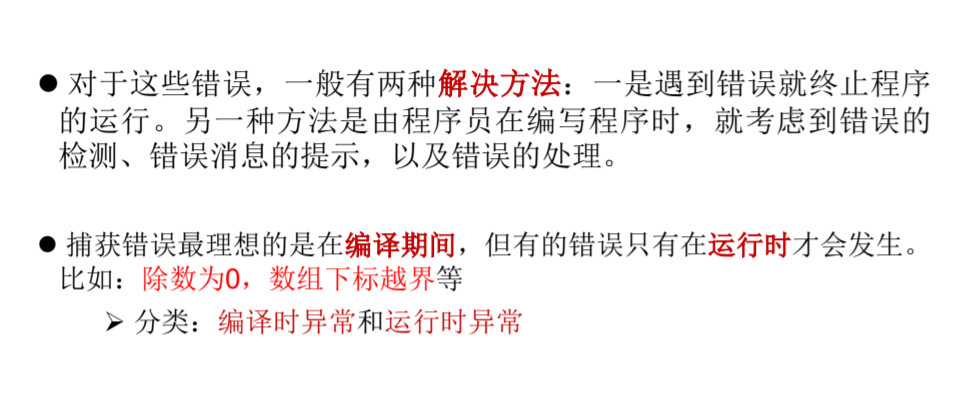 ● 对于这些错误，一般有两种解决方法：一是遇到错误就终止程序
的运行。另一种方法是由程序员在编写程序时，就考虑到错误的
检测、错误消息的提示，以及错误的处理。
● 捕获错误最理想的是在编译期间，但有的错误只有在运行时才会发生。
比如：除数为0，数组下标越界等
➢ 分类：编译时异常和运行时异常